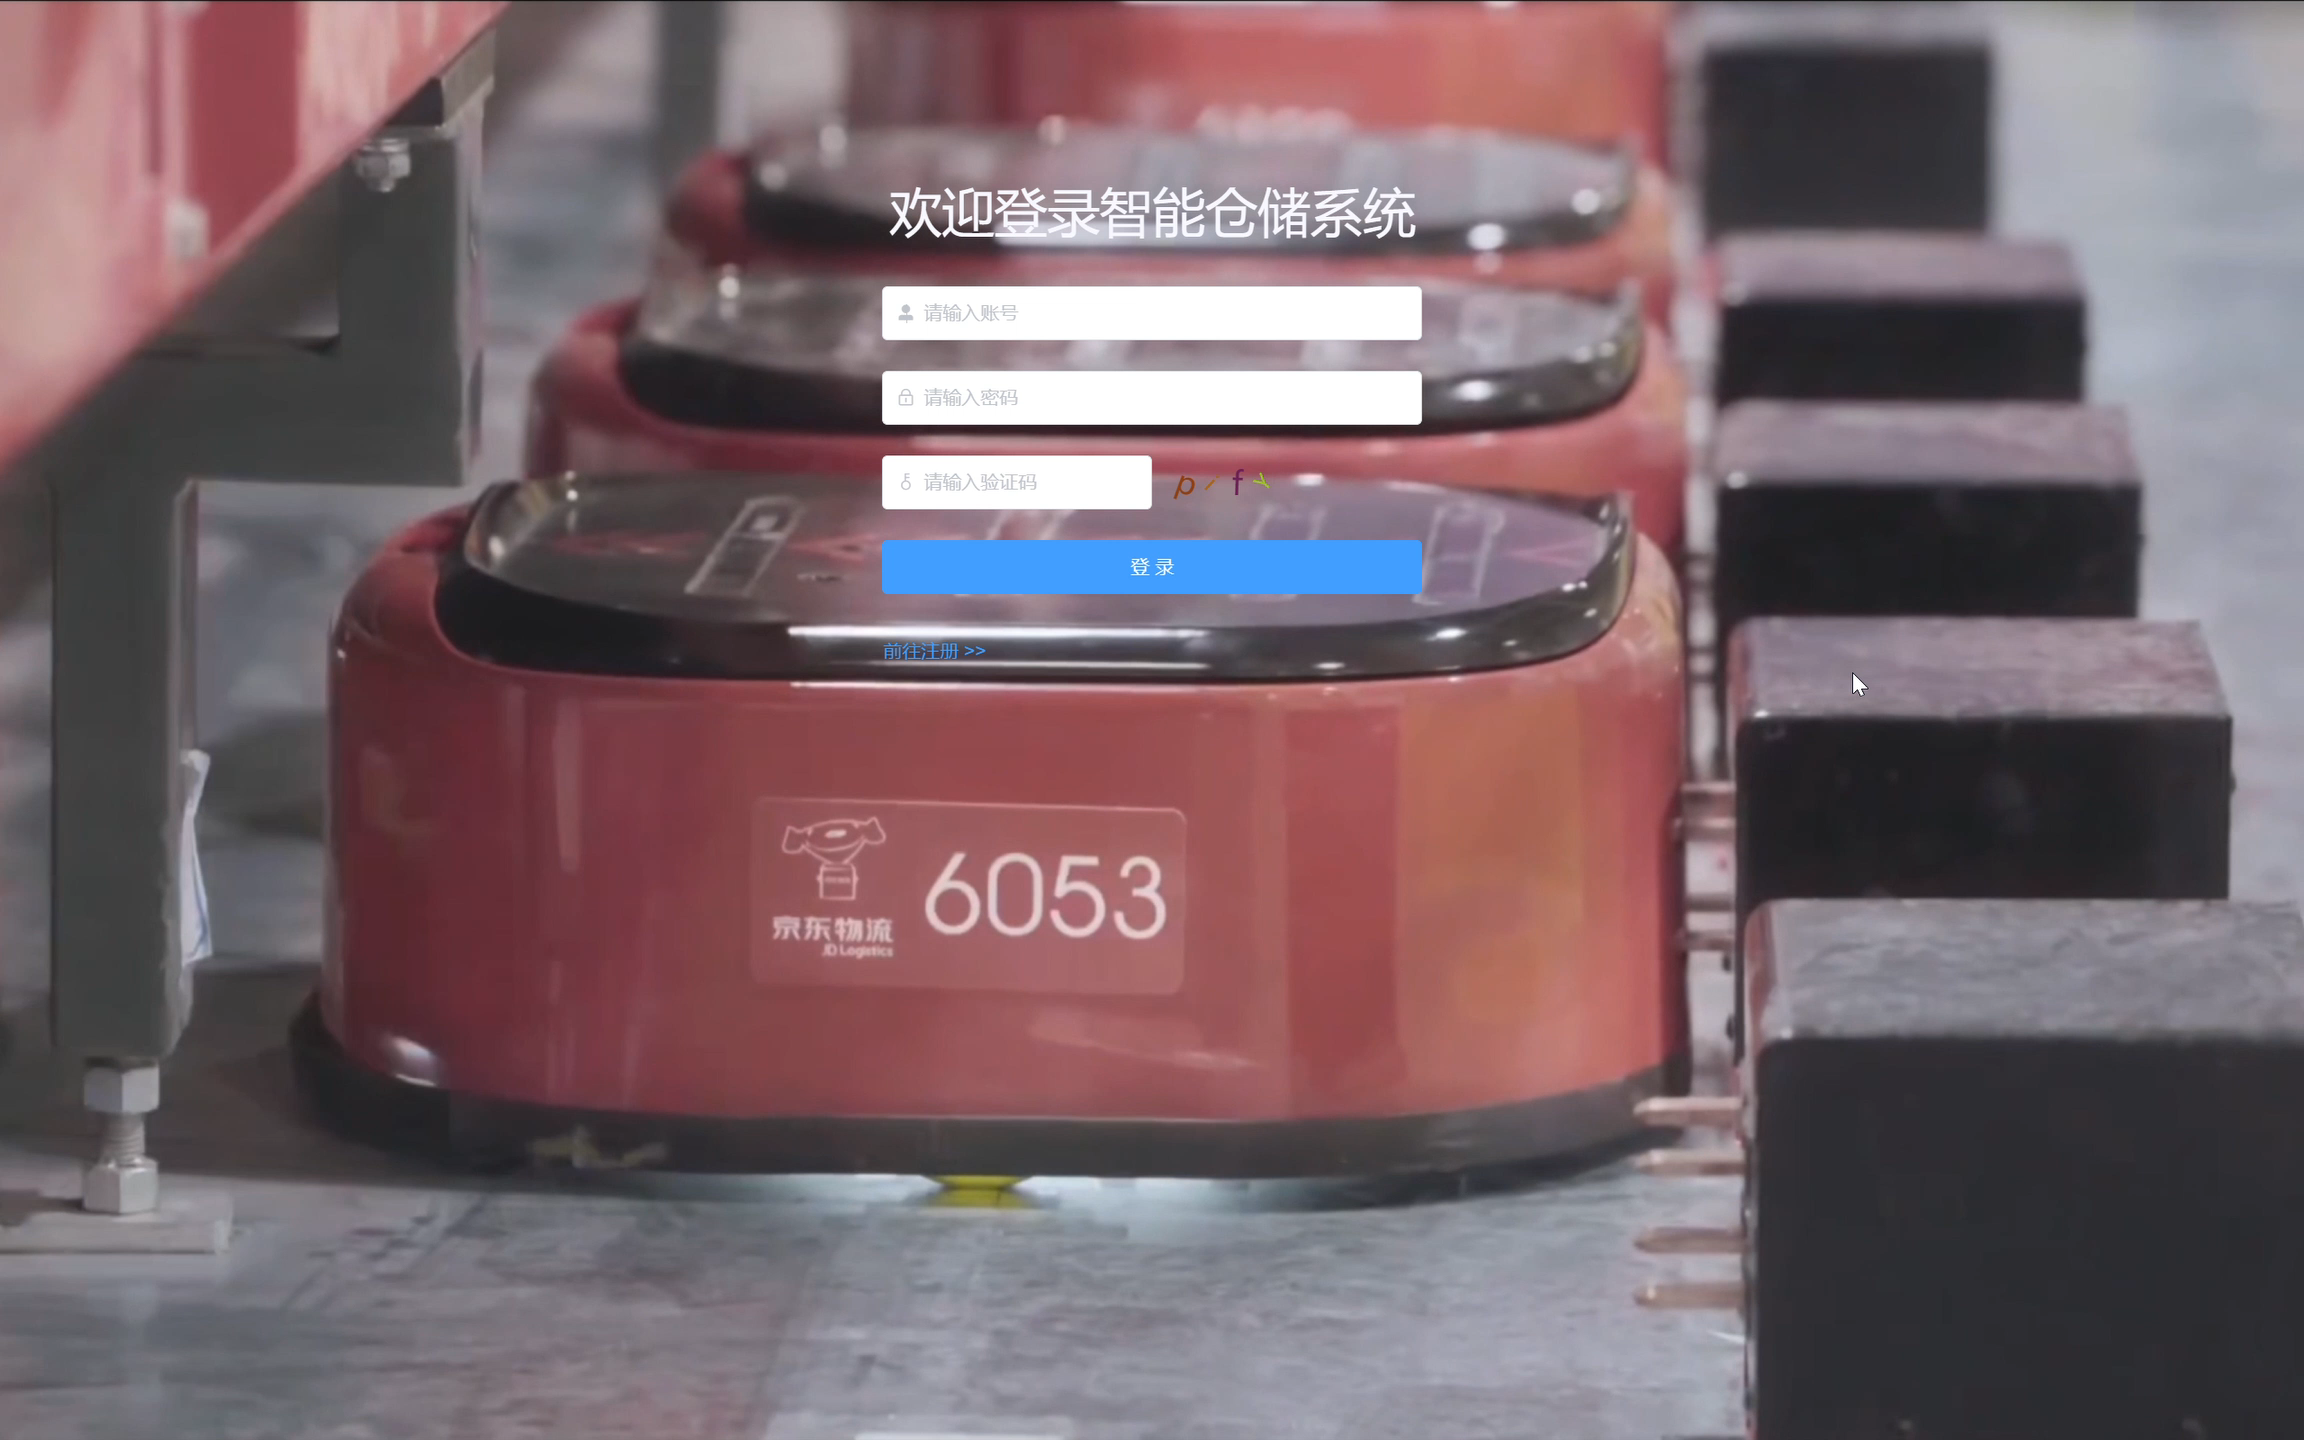 欢迎登录智能仓储系统
请输入账号
请输入密码
请输入验证码
登 录
前往注册 >>
6053
京东物流
JD Logistics